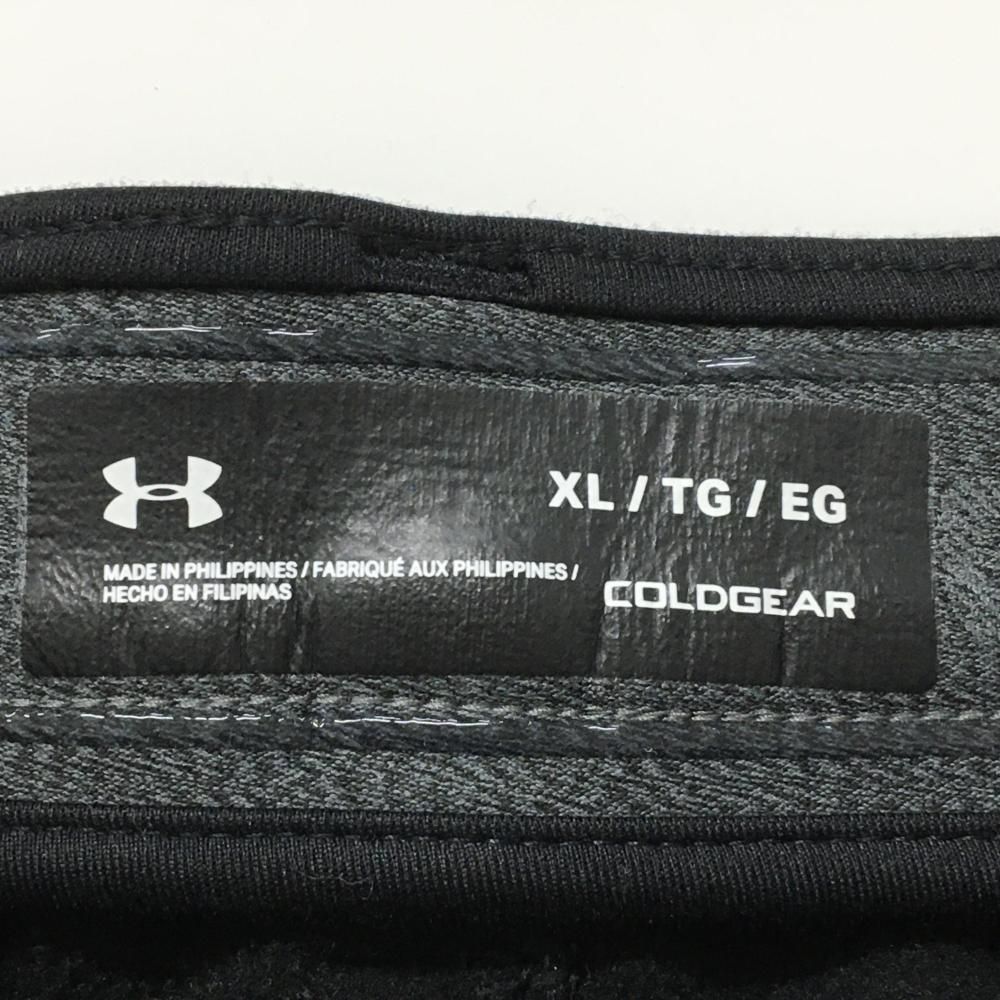 XL / TG / EG
MADE IN PHILIPPINES / FABRIQUÉ AUX PHILIPPINES /
HECHO EN FILIPINAS
COLDGEAR